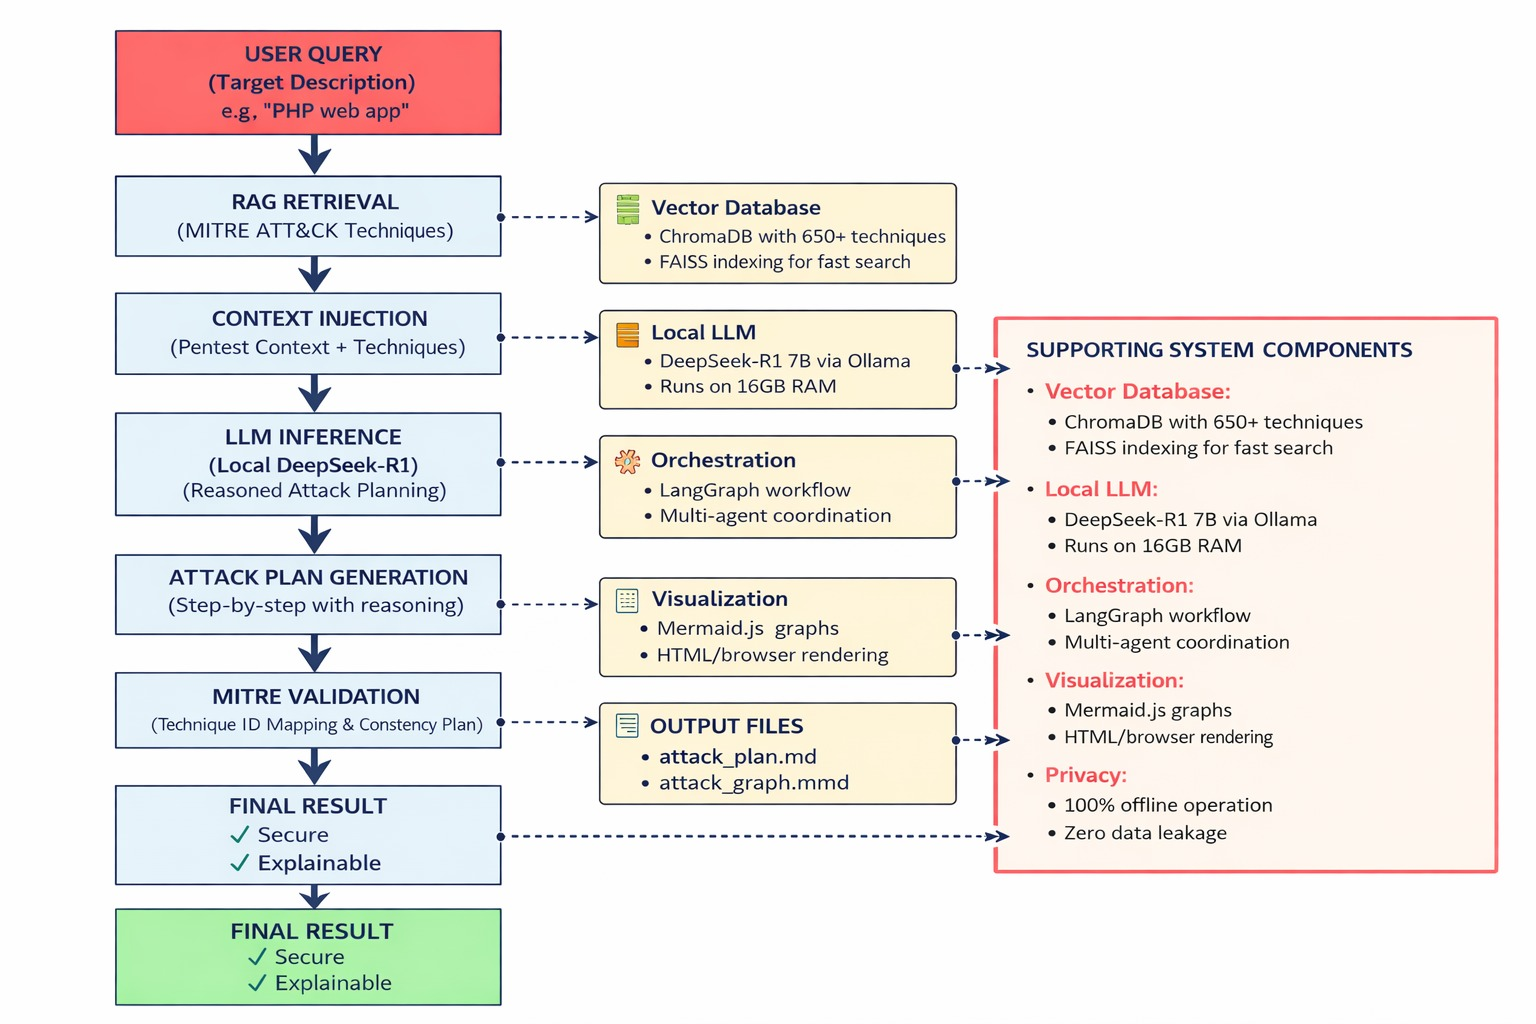 USER QUERY
(Target Description)
e.g, "PHP web app"
RAG RETRIEVAL
(MITRE ATT&CK Techniques)
CONTEXT INJECTION
(Pentest Context + Techniques)
LLM INFERENCE
(Local DeepSeek-R1)
(Reasoned Attack Planning)
ATTACK PLAN GENERATION
(Step-by-step with reasoning)
MITRE VALIDATION
(Technique ID Mapping & Constency Plan)
FINAL RESULT
✓ Secure
✓ Explainable
FINAL RESULT
✓ Secure
✓ Explainable
Vector Database
• ChromaDB with 650+ techniques
• FAISS indexing for fast search
Local LLM
• DeepSeek-R1 7B via Ollama
• Runs on 16GB RAM
Orchestration
• LangGraph workflow
• Multi-agent coordination
Visualization
• Mermaid.js graphs
• HTML/browser rendering
OUTPUT FILES
• attack_plan.md
• attack_graph.mmd
SUPPORTING SYSTEM COMPONENTS
• Vector Database:
• ChromaDB with 650+ techniques
• FAISS indexing for fast search
• Local LLM:
• DeepSeek-R1 7B via Ollama
• Runs on 16GB RAM
• Orchestration:
• LangGraph workflow
• Multi-agent coordination
• Visualization:
• Mermaid.js graphs
• HTML/browser rendering
• Privacy:
• 100% offline operation
• Zero data leakage